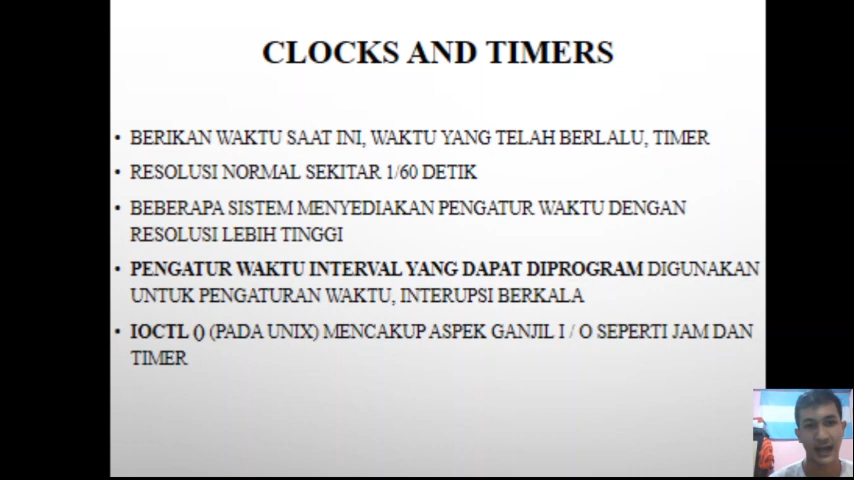 CLOCKS AND TIMERS
• BERIKAN WAKTU SAAT INI, WAKTU YANG TELAH BERLALU, TIMER
• RESOLUSI NORMAL SEKITAR 1/60 DETIK
• BEBERAPA SISTEM MENYEDIAKAN PENGATUR WAKTU DENGAN
RESOLUSI LEBIH TINGGI
• PENGATUR WAKTU INTERVAL YANG DAPAT DIPROGRAM DIGUNAKAN
UNTUK PENGATURAN WAKTU, INTERUPSI BERKALA
• IOCTL () (PADA UNIX) MENCAKUP ASPEK GANJIL I / O SEPERTI JAM DAN
TIMER